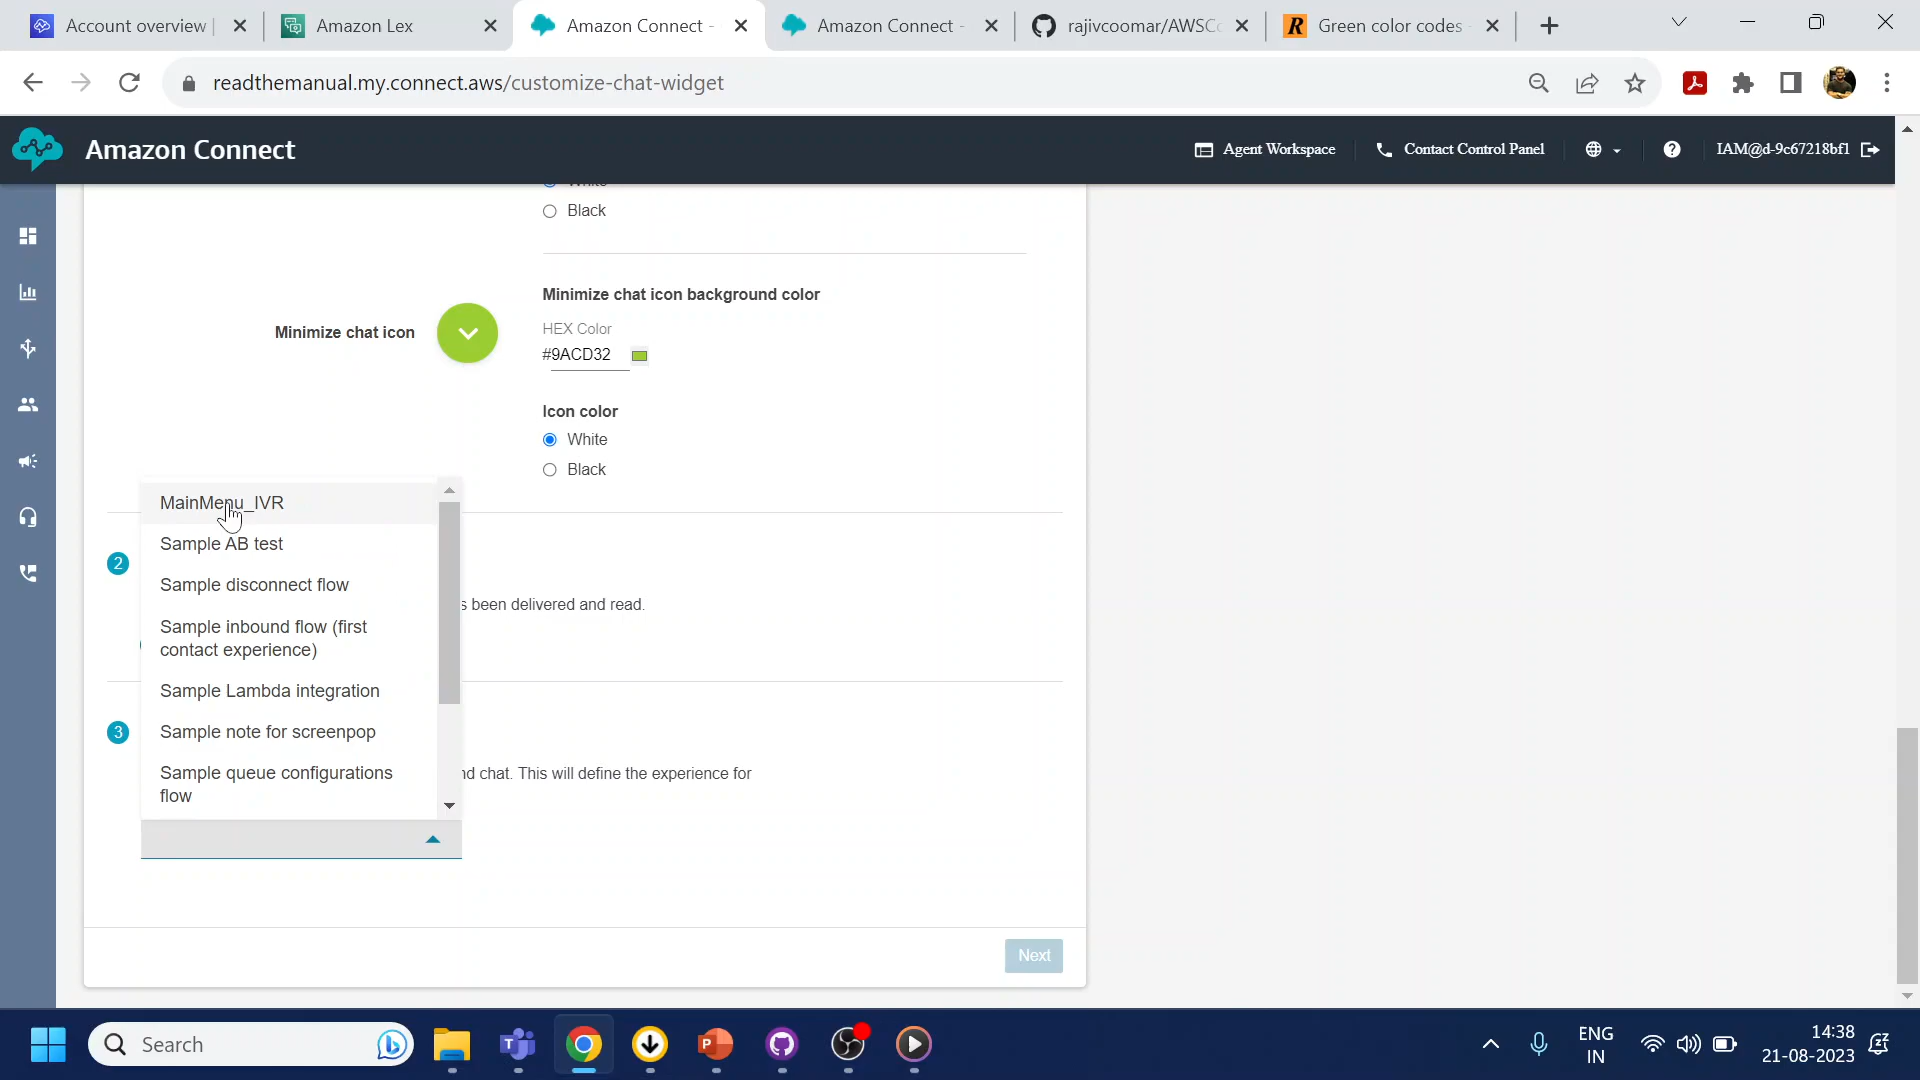 Account overview
Amazon Lex
Amazon Connect -
Amazon Connect -
rajivcoomar/AWSCo
Green color codes -
readthemanual.my.connect.aws/customize-chat-widget
Amazon Connect
Agent Workspace
Contact Control Panel
IAM@d-9c67218bf1
White
Black
Minimize chat icon background color
HEX Color
Minimize chat icon
#9ACD32
Icon color
White
Black
MainMenu_IVR
Sample AB test
2
Sample disconnect flow
s been delivered and read.
Sample inbound flow (first
contact experience)
Sample Lambda integration
3
Sample note for screenpop
Sample queue configurations
flow
nd chat. This will define the experience for
Next
Search
ENG
IN
14:38
21-08-2023